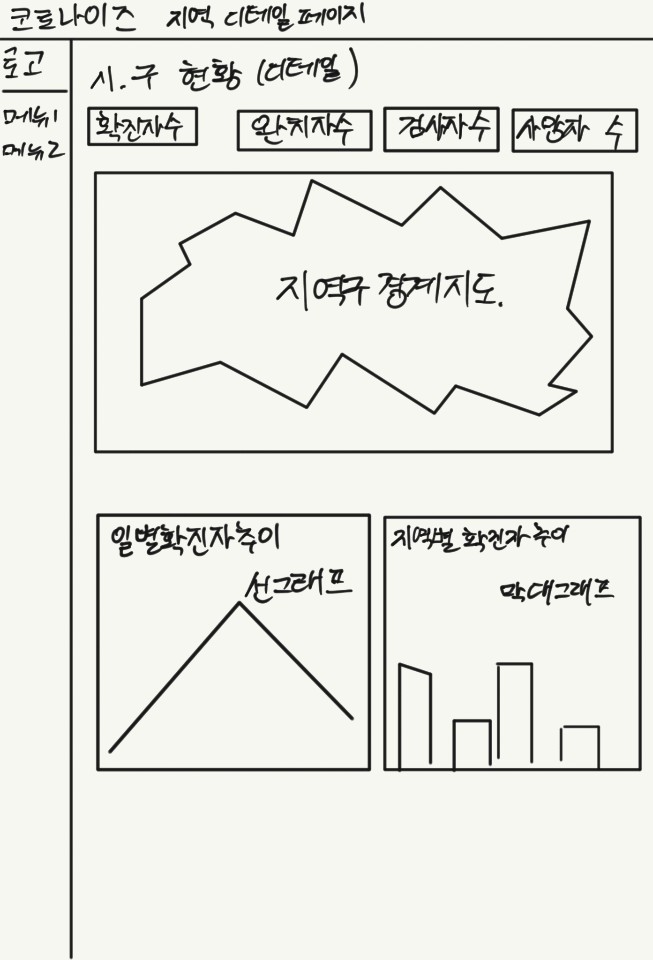 코로나이즈 지역 디테일 페이지
로고
메뉴1
메뉴2
시.구 현황 (디테일)
확진자수
완치자수
검사자수
사망자 수
지역구 경계지도.
일별확진자추이
선그래프
지역별 확진자 추이
막대그래프